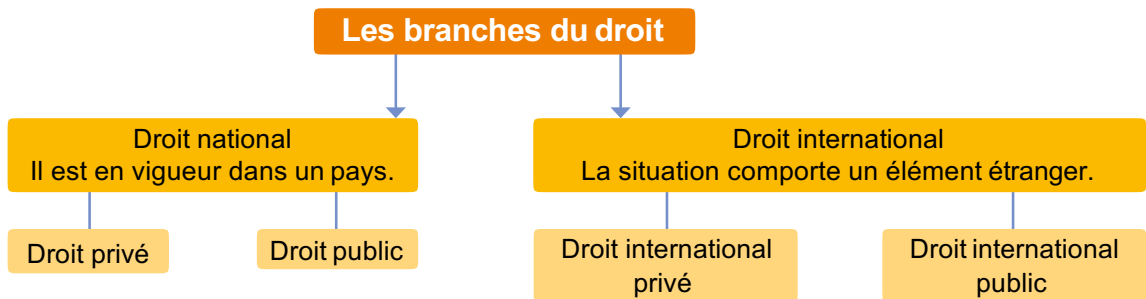 Les branches du droit
Droit national
Il est en vigueur dans un pays.
Droit international
La situation comporte un élément étranger.
Droit privé
Droit public
Droit international
privé
Droit international
public